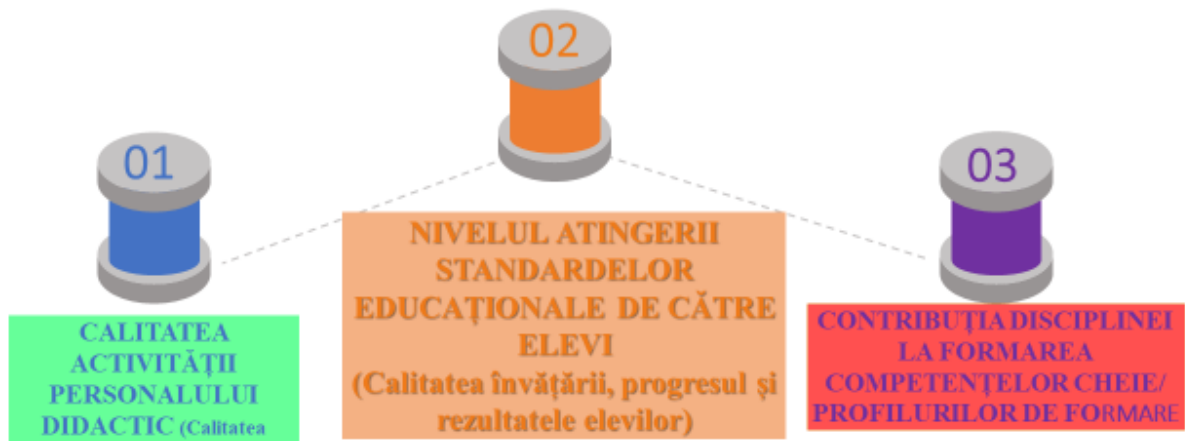 01
CALITATEA
ACTIVITĂȚII
PERSONALULUI
DIDACTIC (Calitatea
02
NIVELUL ATINGERII
STANDARDELOR
EDUCAȚIONALE DE CĂTRE
ELEVI
(Calitatea învățării, progresul și
rezultatele elevilor)
03
CONTRIBUȚIA DISCIPLINEI
LA FORMAREA
COMPETENȚELOR CHEIE/
PROFILURILOR DE FORMARE